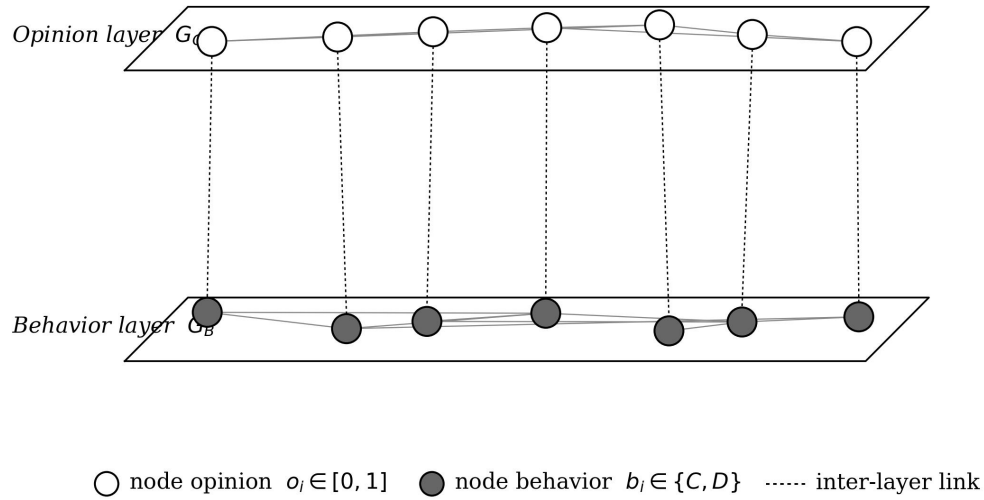 Opinion layer G
Behavior layer G_B
node opinion o_i ∈ [0, 1]
node behavior b_i ∈ {C, D}
inter-layer link